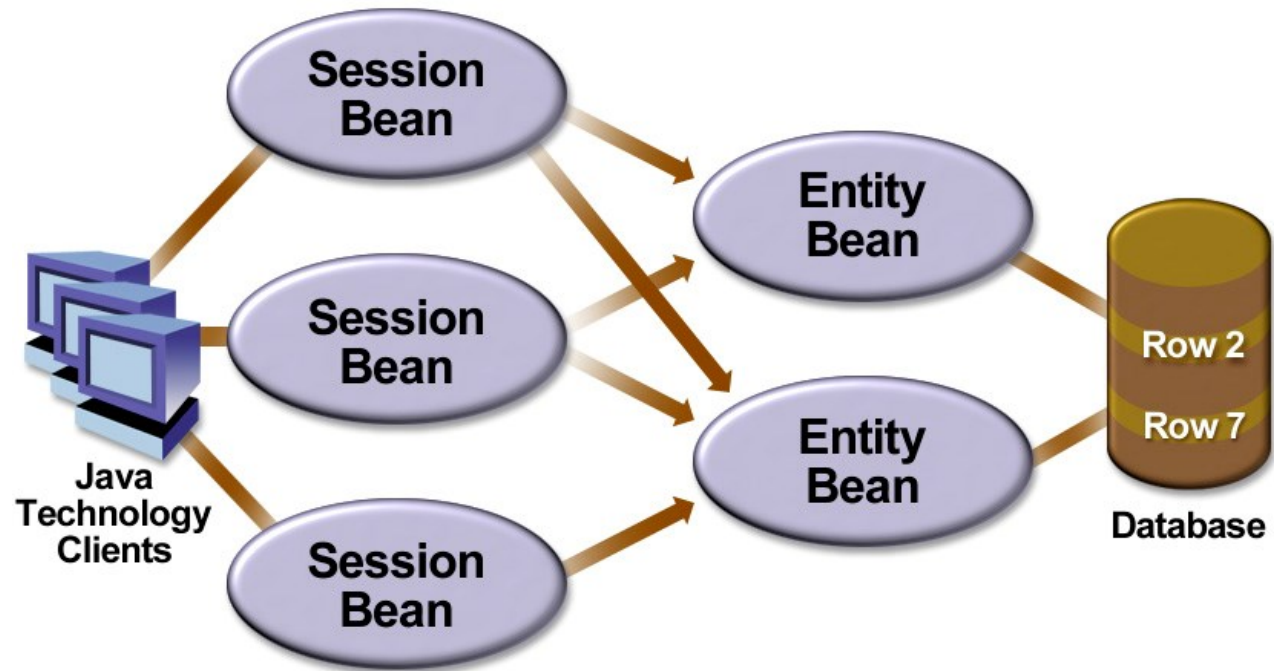 Session
Bean
Entity
Bean
Session
Bean
Row 2
Row 7
Entity
Bean
Java
Technology
Clients
Database
Session
Bean